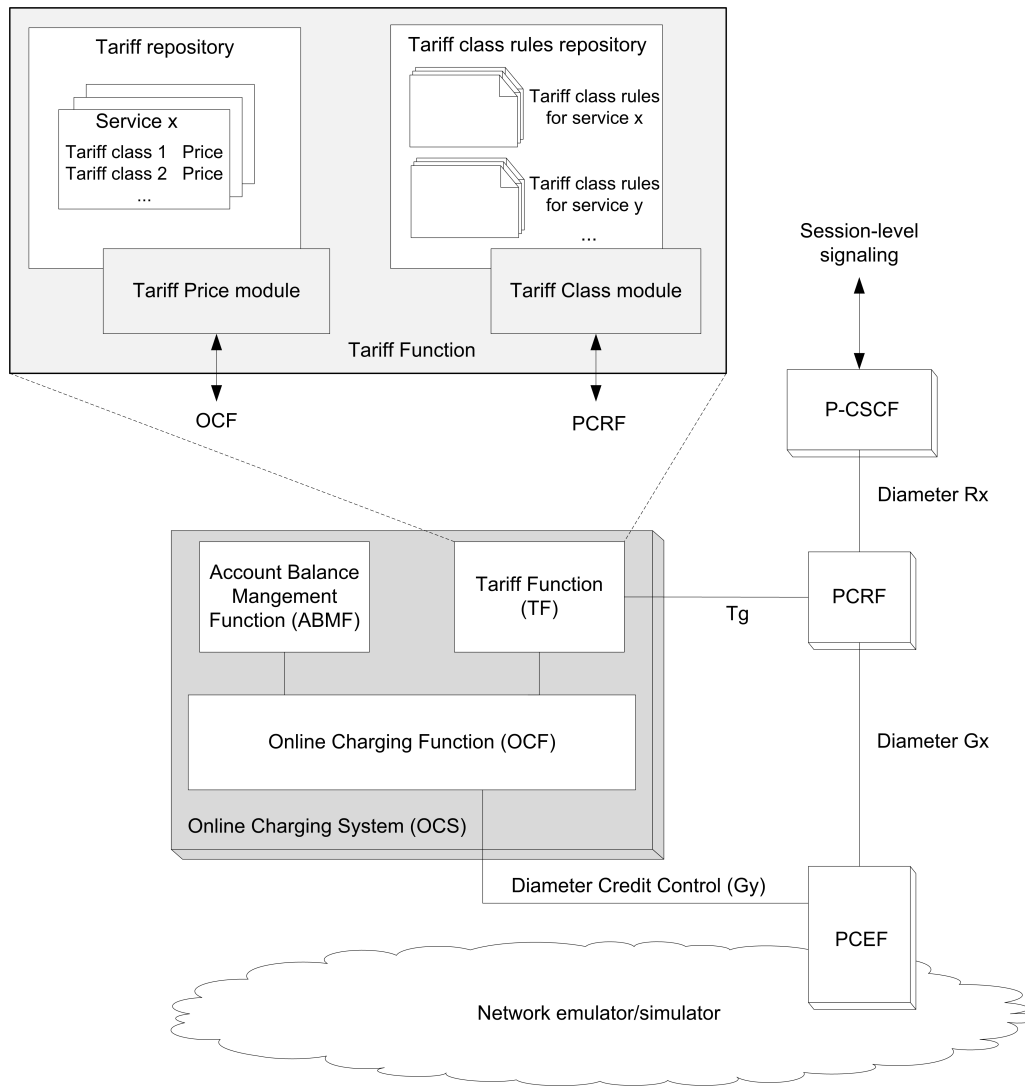 Tariff repository
Service x
Tariff class 1 Price
Tariff class 2 Price
...
Tariff Price module
Tariff class rules repository
Tariff class rules
for service x
Tariff class rules
for service y
...
Tariff Class module
Tariff Function
OCF
PCRF
Session-level
signaling
P-CSCF
Diameter Rx
Account Balance
Mangement
Function (ABMF)
Tariff Function
(TF)
Tg
PCRF
Online Charging Function (OCF)
Diameter Gx
Online Charging System (OCS)
Diameter Credit Control (Gy)
PCEF
Network emulator/simulator